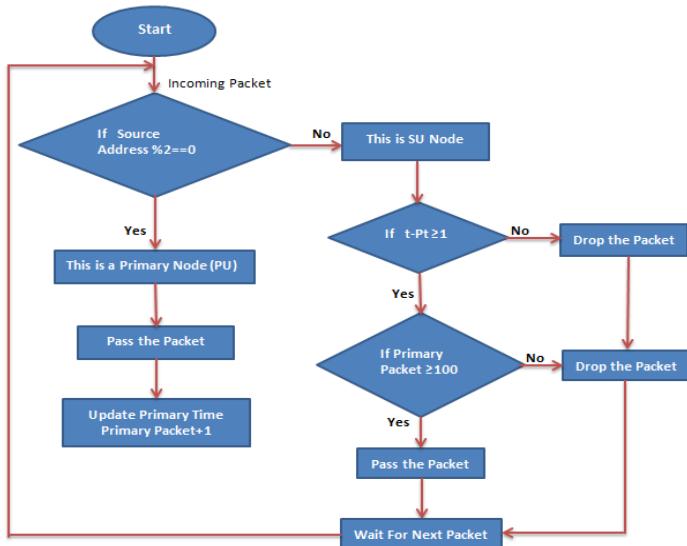 Start
Incoming Packet
If Source
Address %2==0
No
This is SU Node
Yes
If t-Pt ≥1
No
Drop the Packet
This is a Primary Node (PU)
Yes
Pass the Packet
If Primary
Packet ≥100
No
Drop the Packet
Update Primary Time
Primary Packet+1
Yes
Pass the Packet
Wait For Next Packet